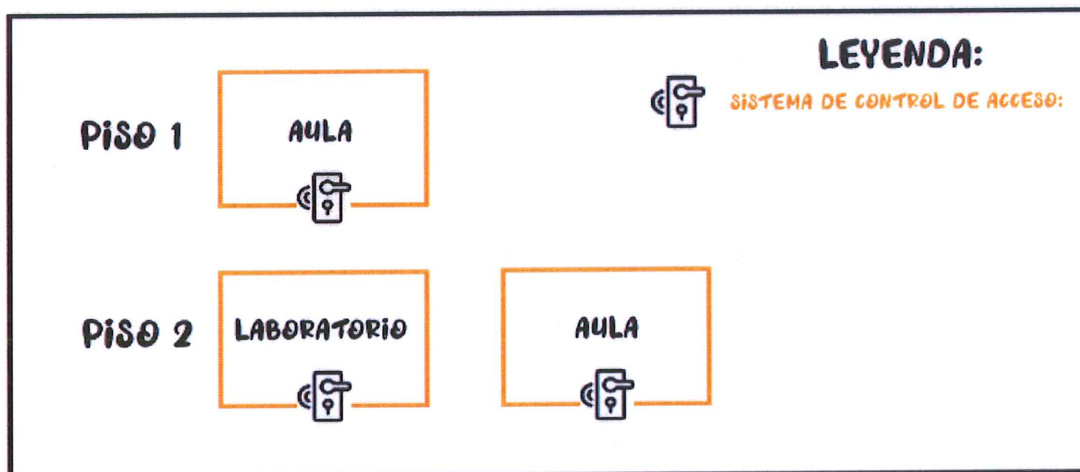 LEYENDA:
SISTEMA DE CONTROL DE ACCESO:
PISO 1
AULA
PISO 2
LABORATORIO
AULA